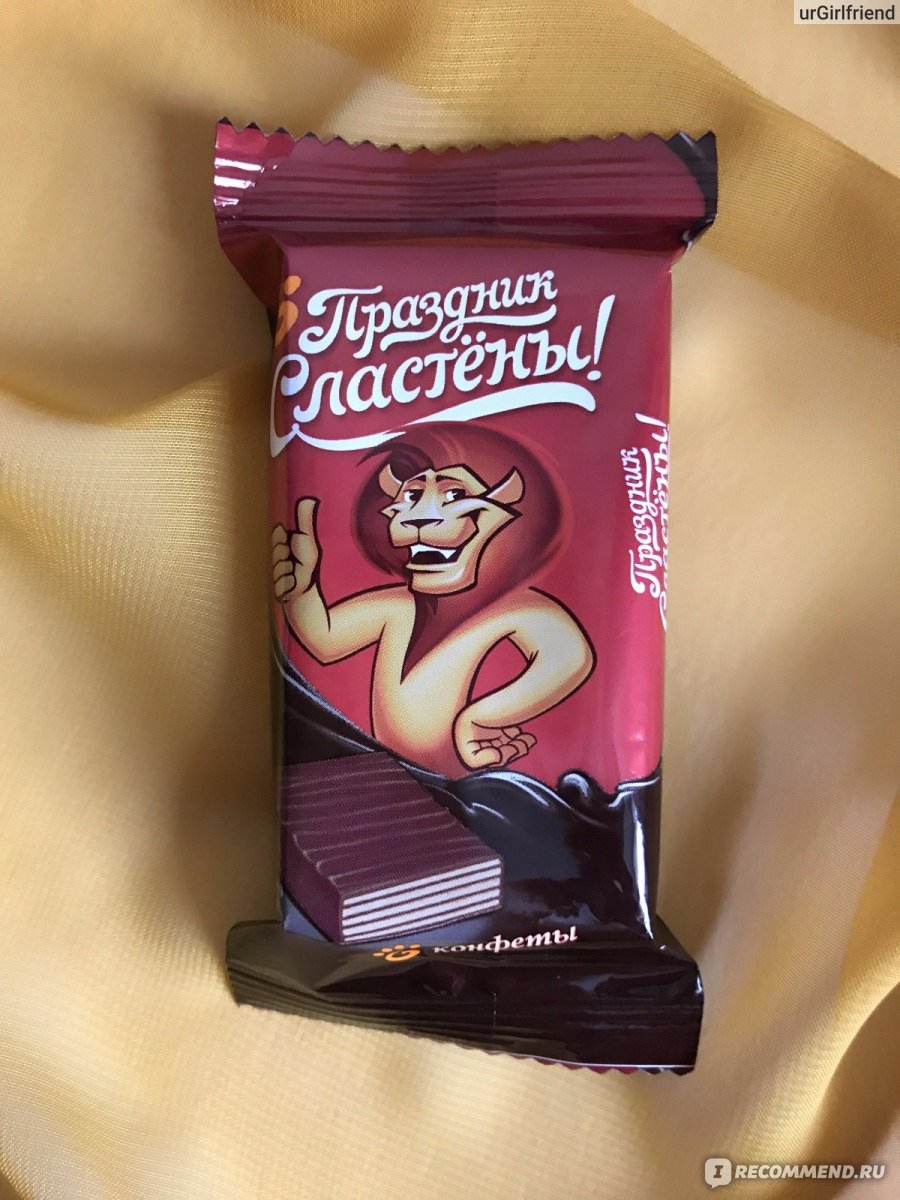 urGirlfriend
Праздник
Сластёны!
Праздник
Сластёны!
конфеты
I RECOMMEND.RU